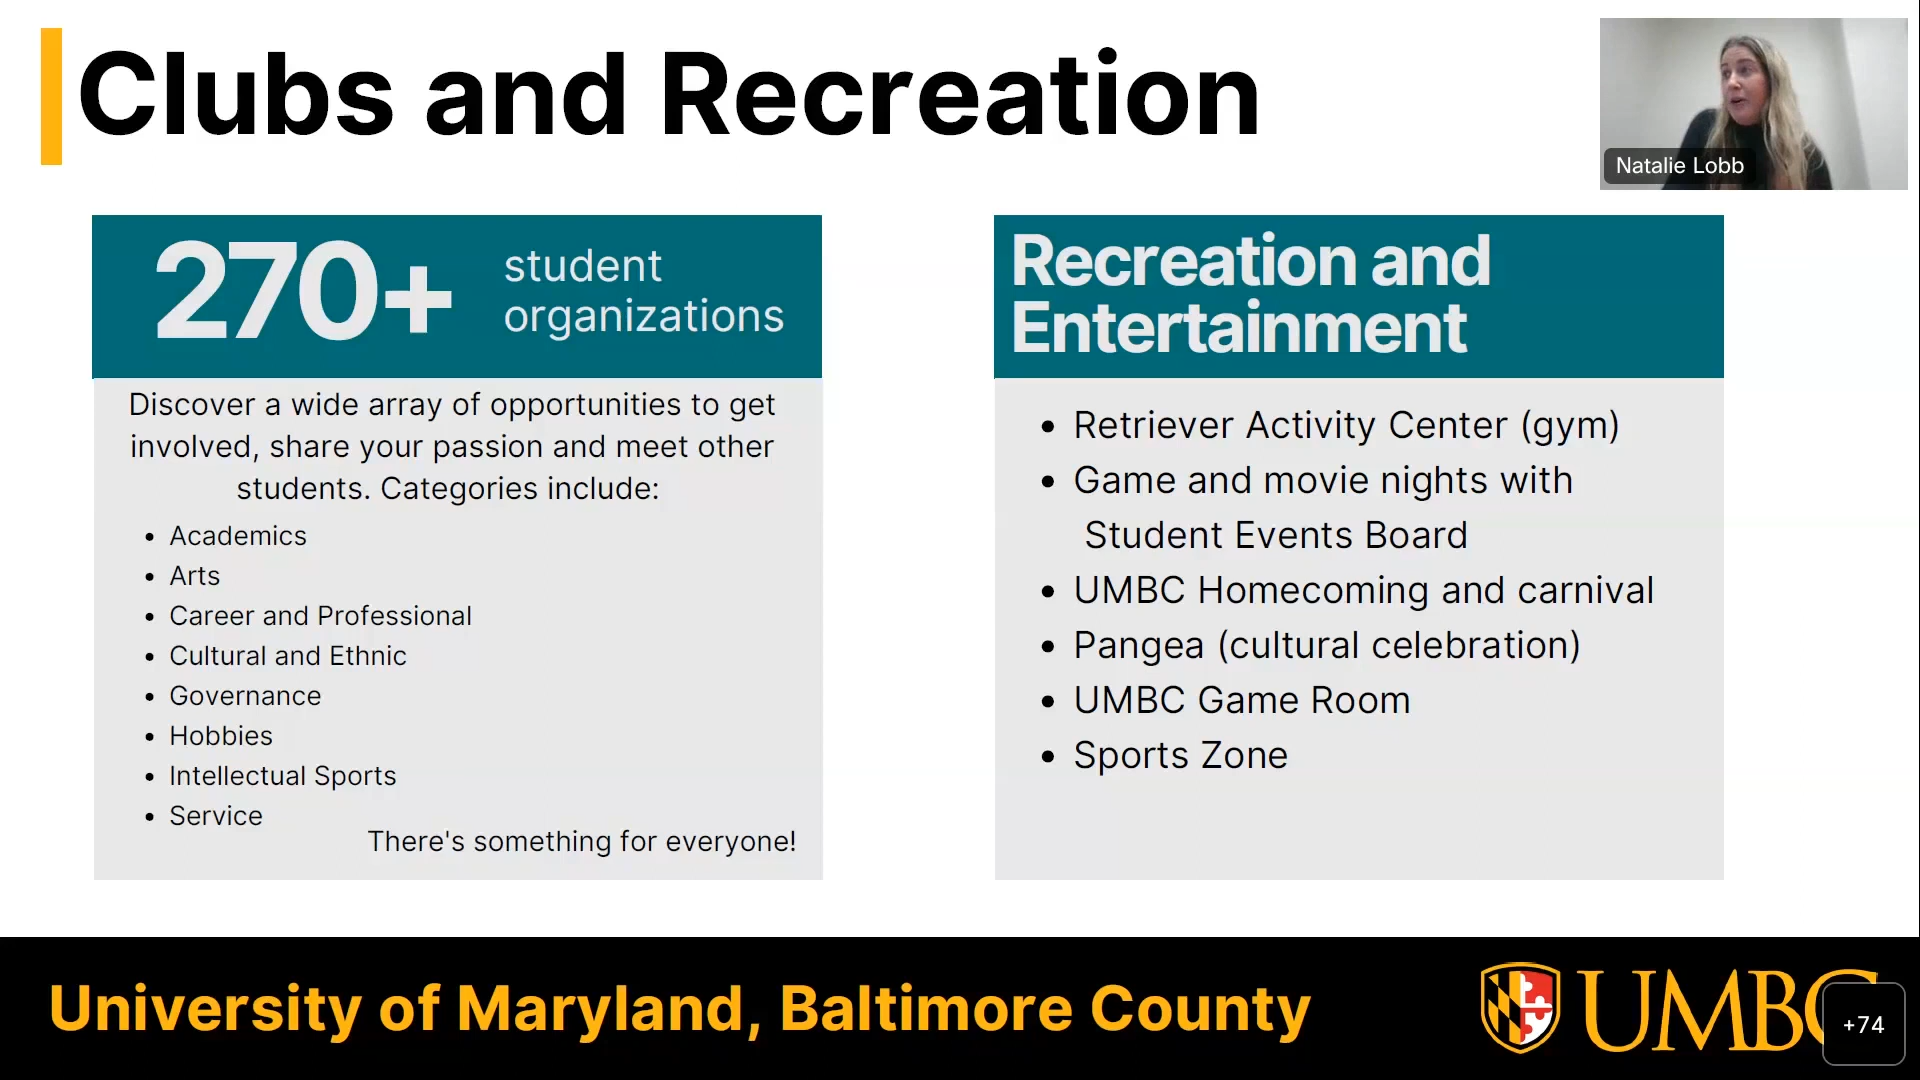 Clubs and Recreation
Natalie Lobb
270+
student
organizations
Discover a wide array of opportunities to get
involved, share your passion and meet other
students. Categories include:
• Academics
• Arts
• Career and Professional
• Cultural and Ethnic
• Governance
• Hobbies
• Intellectual Sports
• Service
There's something for everyone!
Recreation and
Entertainment
• Retriever Activity Center (gym)
• Game and movie nights with
Student Events Board
• UMBC Homecoming and carnival
• Pangea (cultural celebration)
• UMBC Game Room
• Sports Zone
University of Maryland, Baltimore County
UMBC
+74